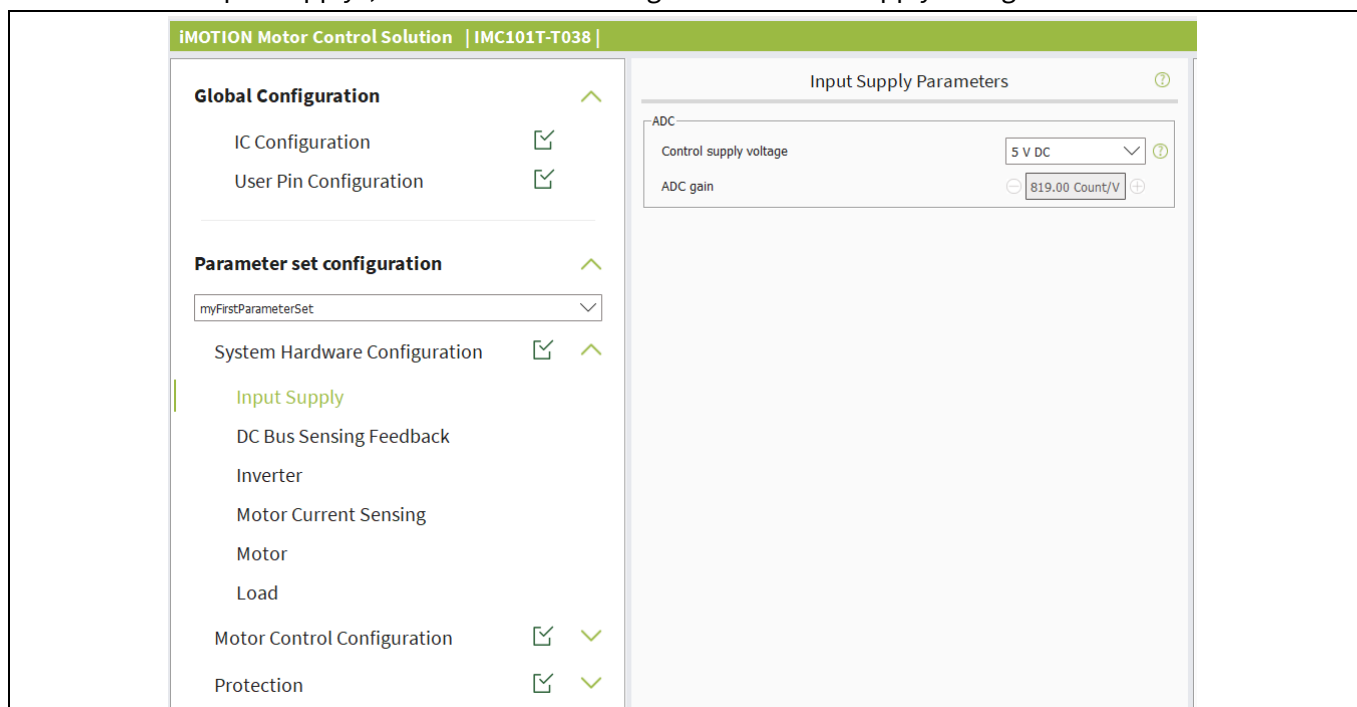 iMOTION Motor Control Solution | IMC101T-T038 |
Global Configuration
IC Configuration
User Pin Configuration
Parameter set configuration
myFirstParameterSet
System Hardware Configuration
Input Supply
DC Bus Sensing Feedback
Inverter
Motor Current Sensing
Motor
Load
Motor Control Configuration
Protection
Input Supply Parameters
ADC
Control supply voltage 5 V DC
ADC gain 819.00 Count/V